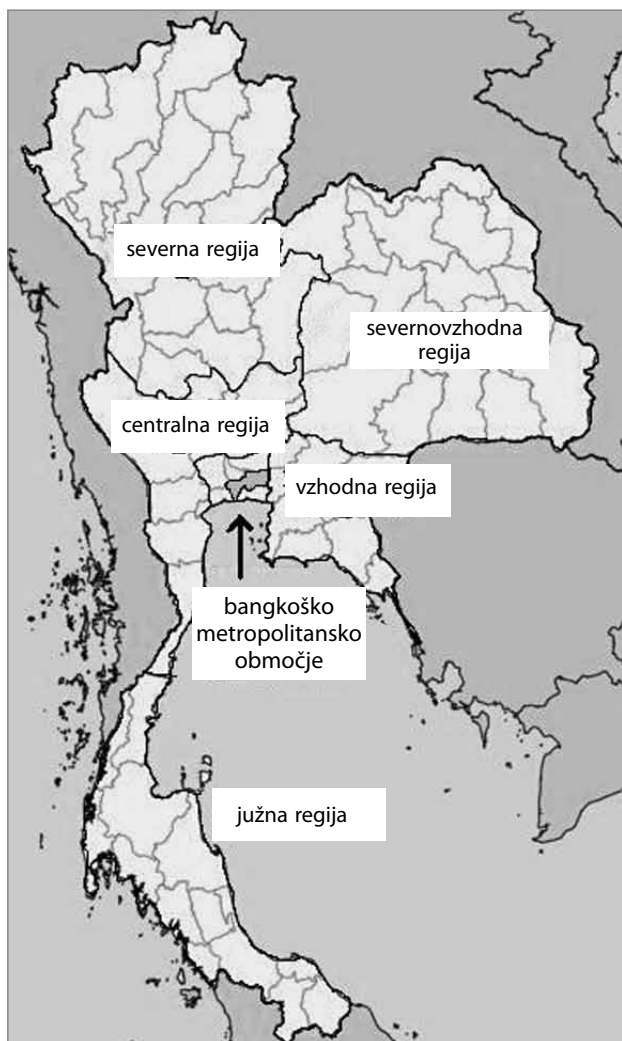 severna regija
severnovzhodna
regija
centralna regija
vzhodna regija
bangkoško
metropolitansko
območje
južna regija